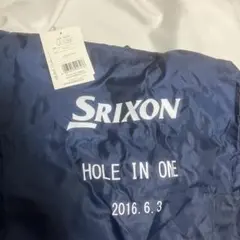 SRIXON
HOLE IN ONE
2016.6.3